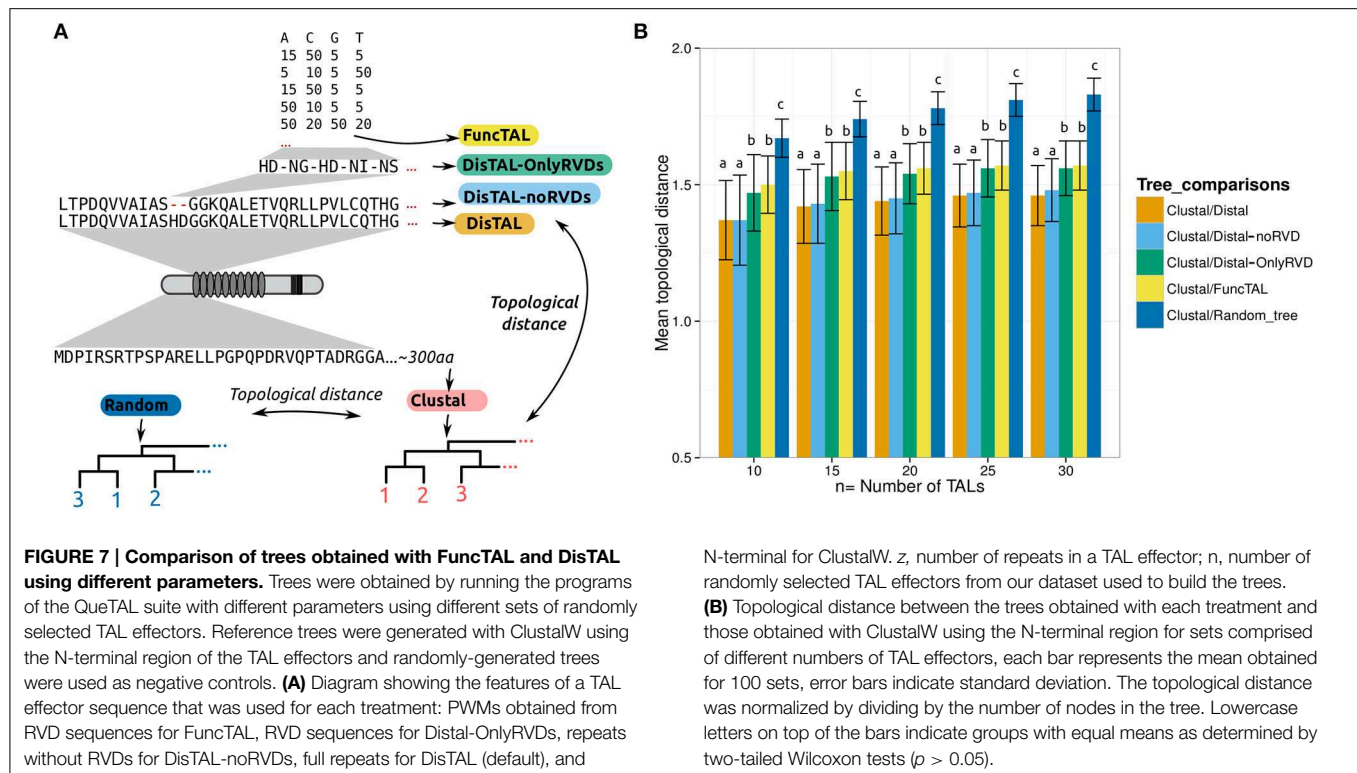 A
A C G T
15 50 5 5
5 10 5 50
15 50 5 5
50 10 5 5
50 20 50 20
...
FuncTAL
HD-NG-HD-NI-NS ...
DisTAL-OnlyRVDs
LTPDQVVAIAS--GGKQALETVQRLLPVLCQTHG ...
DisTAL-noRVDs
LTPDQVVAIASHDGGKQALETVQRLLPVLCQTHG ...
DisTAL
Topological
distance
MDPIRSRTPSPARELLPGPQPDRVQPTADRGGA...~300aa
Random
Topological distance
Clustal
...
...
3 1 2
...
...
1 2 3
B
Mean topological distance
2.0
1.5
1.0
0.5
a a b b c
a a b b c
a a b b c
a a b b c
a a b b c
10 15 20 25 30
n= Number of TALs
Tree_comparisons
Clustal/Distal
Clustal/Distal-noRVD
Clustal/Distal-OnlyRVD
Clustal/FuncTAL
Clustal/Random_tree
FIGURE 7 | Comparison of trees obtained with FuncTAL and DisTAL
using different parameters. Trees were obtained by running the programs
of the QueTAL suite with different parameters using different sets of randomly
selected TAL effectors. Reference trees were generated with ClustalW using
the N-terminal region of the TAL effectors and randomly-generated trees
were used as negative controls. (A) Diagram showing the features of a TAL
effector sequence that was used for each treatment: PWMs obtained from
RVD sequences for FuncTAL, RVD sequences for Distal-OnlyRVDs, repeats
without RVDs for DisTAL-noRVDs, full repeats for DisTAL (default), and
N-terminal for ClustalW. z, number of repeats in a TAL effector; n, number of
randomly selected TAL effectors from our dataset used to build the trees.
(B) Topological distance between the trees obtained with each treatment and
those obtained with ClustalW using the N-terminal region for sets comprised
of different numbers of TAL effectors, each bar represents the mean obtained
for 100 sets, error bars indicate standard deviation. The topological distance
was normalized by dividing by the number of nodes in the tree. Lowercase
letters on top of the bars indicate groups with equal means as determined by
two-tailed Wilcoxon tests (p > 0.05).